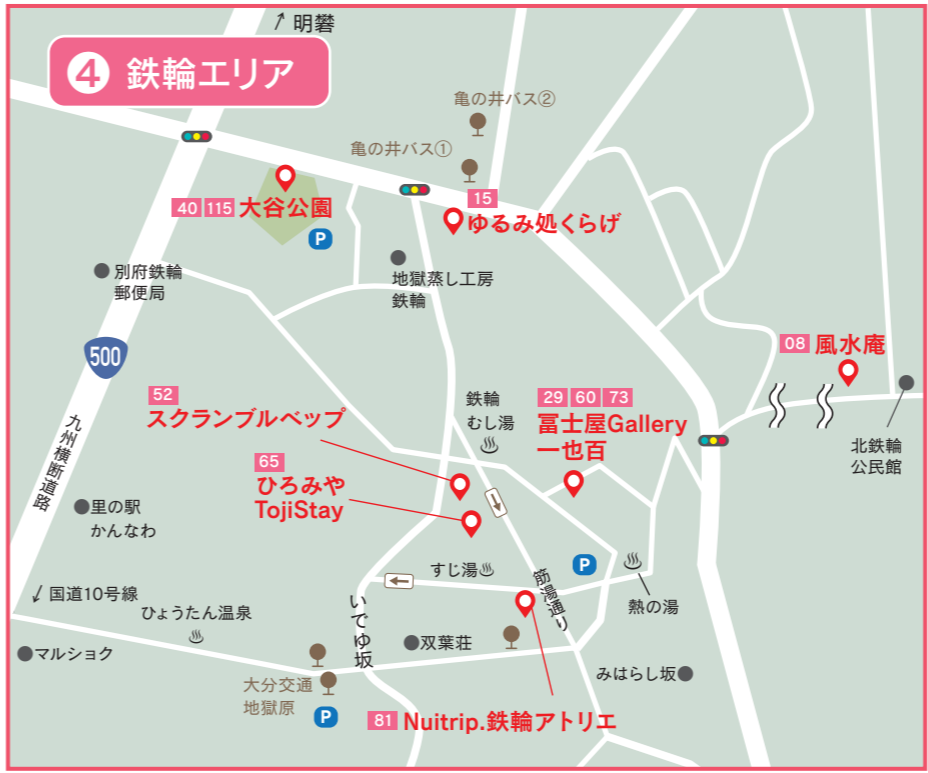 ↗ 明礬
4 鉄輪エリア
亀の井バス②
亀の井バス①
15
ゆるみ処くらげ
40 115 大谷公園
P
別府鉄輪
郵便局
地獄蒸し工房
鉄輪
500
08 風水庵
52
スクランブルベップ
鉄輪
むし湯
29 60 73
冨士屋Gallery
一也百
北鉄輪
公民館
九州横断道路
65
ひろみや
TojiStay
里の駅
かんなわ
すじ湯
P
筋湯通り
熱の湯
↙ 国道10号線
ひょうたん温泉
いでゆ坂
マルショク
双葉荘
みはらし坂
大分交通
地獄原
P
81 Nuitrip.鉄輪アトリエ